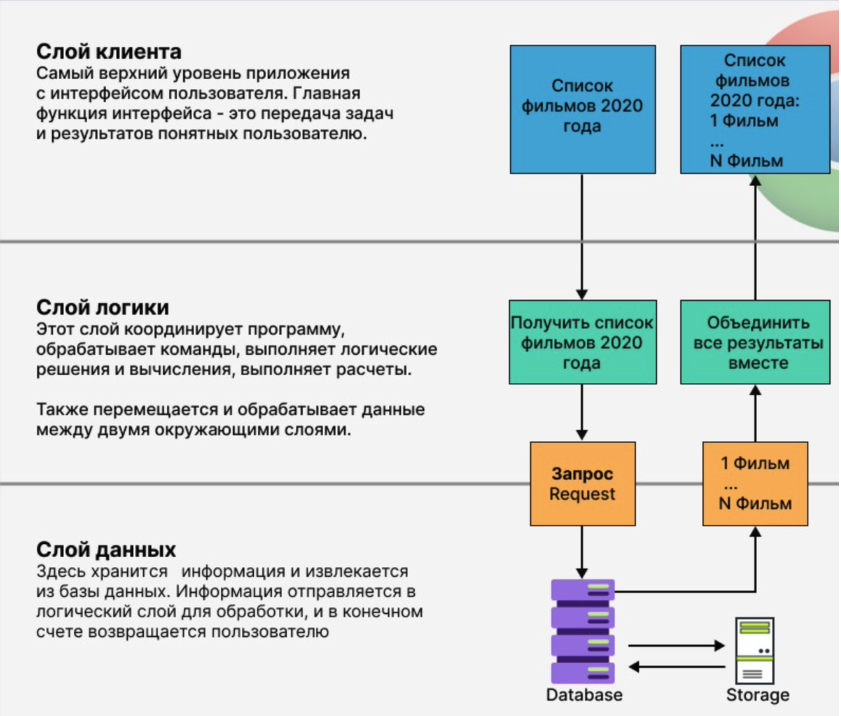 Слой клиента
Самый верхний уровень приложения
с интерфейсом пользователя. Главная
функция интерфейса - это передача задач
и результатов понятных пользователю.
Список
фильмов 2020
года
Список
фильмов
2020 года:
1 Фильм
...
N Фильм
Слой логики
Этот слой координирует программу,
обрабатывает команды, выполняет логические
решения и вычисления, выполняет расчеты.
Также перемещается и обрабатывает данные
между двумя окружающими слоями.
Получить список
фильмов 2020
года
Объединить
все результаты
вместе
Запрос
Request
1 Фильм
...
N Фильм
Слой данных
Здесь хранится информация и извлекается
из базы данных. Информация отправляется в
логический слой для обработки, и в конечном
счете возвращается пользователю
Database
Storage